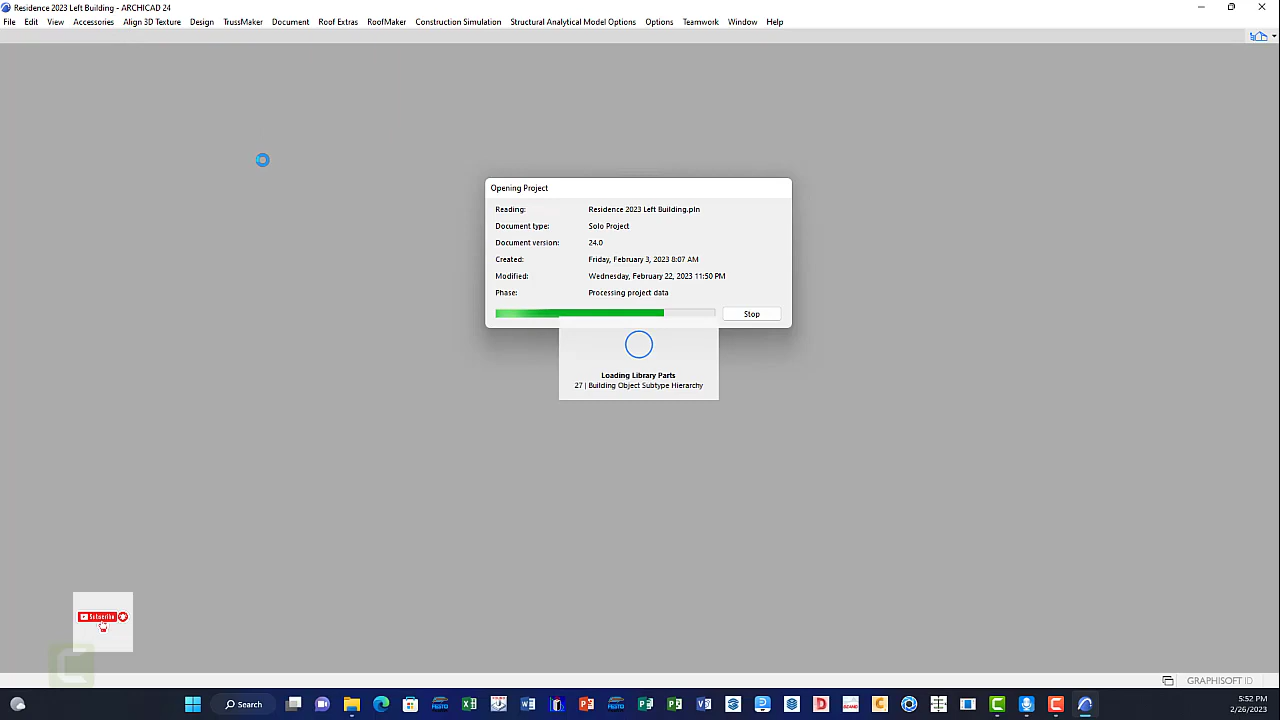 Residence 2023 Left Building - ARCHICAD 24
File Edit View Accessories Align 3D Texture Design TrussMaker Document Roof Extras RoofMaker Construction Simulation Structural Analytical Model Options Options Teamwork Window Help
Opening Project
Reading: Residence 2023 Left Building.pln
Document type: Solo Project
Document version: 24.0
Created: Friday, February 3, 2023 8:07 AM
Modified: Wednesday, February 22, 2023 11:50 PM
Phase: Processing project data
Stop
Loading Library Parts
27 | Building Object Subtype Hierarchy
Subscribe
GRAPHISOFT ID
Search
5:52 PM
2/26/2023